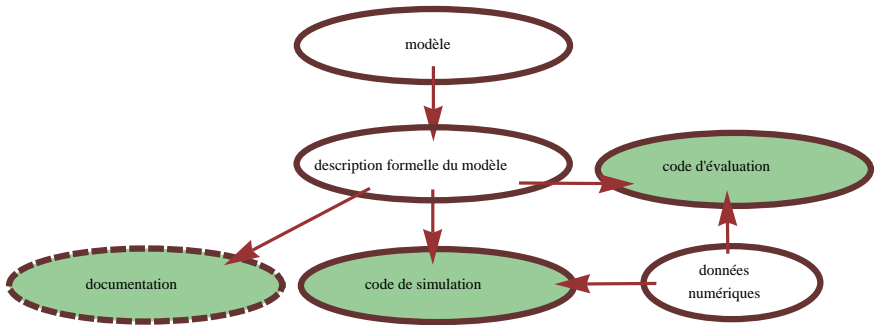 modèle
description formelle du modèle
code d'évaluation
documentation
code de simulation
données
numériques